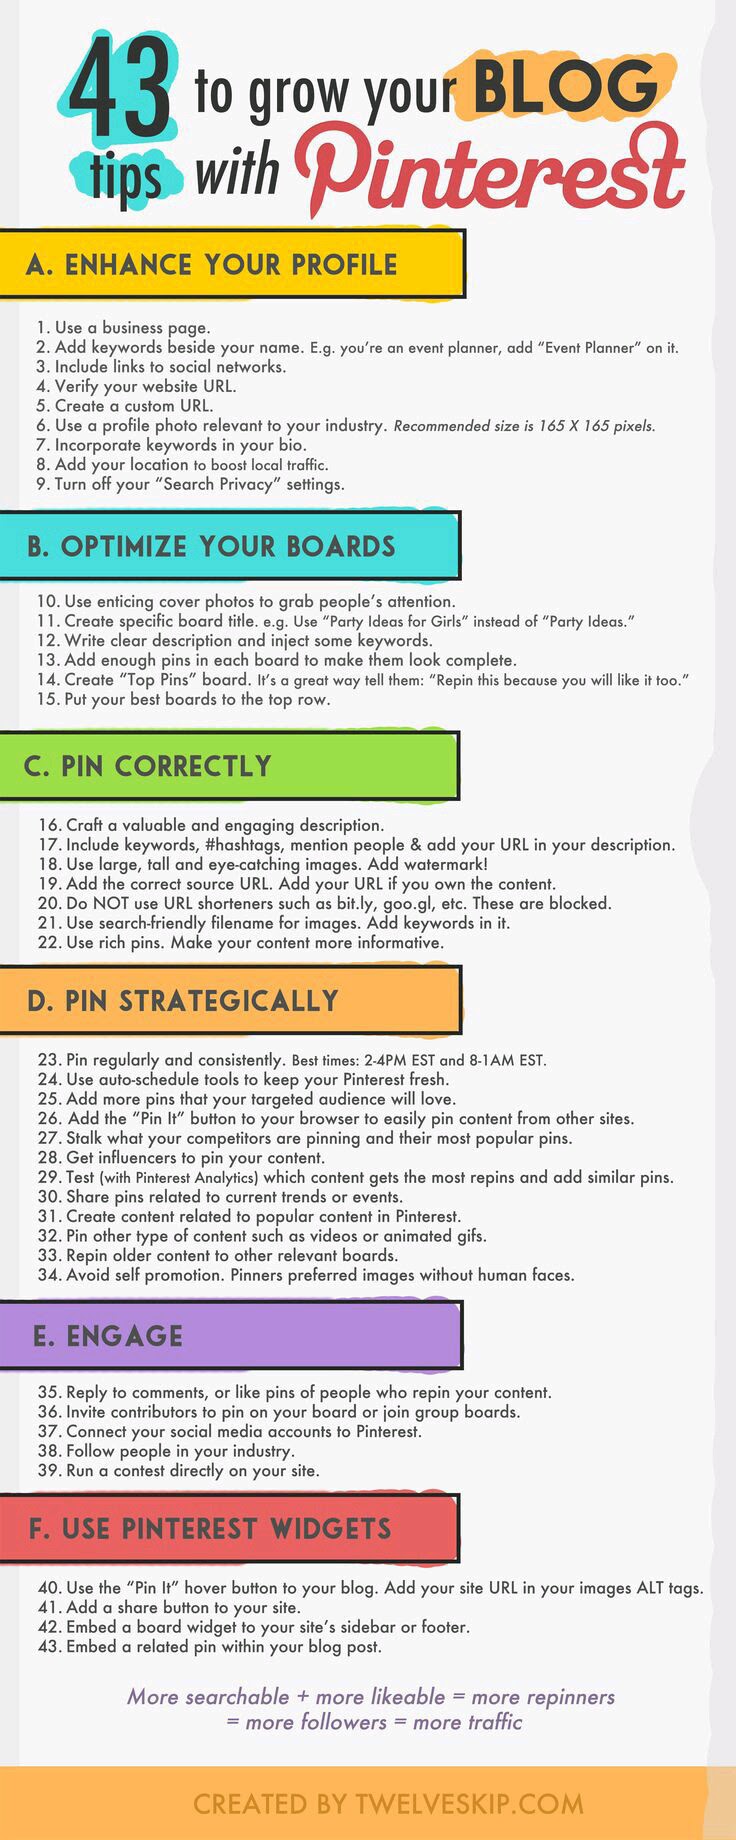 43 to grow your BLOG
tips with Pinterest
A. ENHANCE YOUR PROFILE
1. Use a business page.
2. Add keywords beside your name. E.g. you're an event planner, add "Event Planner" on it.
3. Include links to social networks.
4. Verify your website URL.
5. Create a custom URL.
6. Use a profile photo relevant to your industry. Recommended size is 165 X 165 pixels.
7. Incorporate keywords in your bio.
8. Add your location to boost local traffic.
9. Turn off your "Search Privacy" settings.
B. OPTIMIZE YOUR BOARDS
10. Use enticing cover photos to grab people's attention.
11. Create specific board title. e.g. Use "Party Ideas for Girls" instead of "Party Ideas."
12. Write clear description and inject some keywords.
13. Add enough pins in each board to make them look complete.
14. Create "Top Pins" board. It's a great way tell them: "Repin this because you will like it too."
15. Put your best boards to the top row.
C. PIN CORRECTLY
16. Craft a valuable and engaging description.
17. Include keywords, #hashtags, mention people & add your URL in your description.
18. Use large, tall and eye-catching images. Add watermark!
19. Add the correct source URL. Add your URL if you own the content.
20. Do NOT use URL shorteners such as bit.ly, goo.gl, etc. These are blocked.
21. Use search-friendly filename for images. Add keywords in it.
22. Use rich pins. Make your content more informative.
D. PIN STRATEGICALLY
23. Pin regularly and consistently. Best times: 2-4PM EST and 8-1AM EST.
24. Use auto-schedule tools to keep your Pinterest fresh.
25. Add more pins that your targeted audience will love.
26. Add the "Pin It" button to your browser to easily pin content from other sites.
27. Stalk what your competitors are pinning and their most popular pins.
28. Get influencers to pin your content.
29. Test (with Pinterest Analytics) which content gets the most repins and add similar pins.
30. Share pins related to current trends or events.
31. Create content related to popular content in Pinterest.
32. Pin other type of content such as videos or animated gifs.
33. Repin older content to other relevant boards.
34. Avoid self promotion. Pinners preferred images without human faces.
E. ENGAGE
35. Reply to comments, or like pins of people who repin your content.
36. Invite contributors to pin on your board or join group boards.
37. Connect your social media accounts to Pinterest.
38. Follow people in your industry.
39. Run a contest directly on your site.
F. USE PINTEREST WIDGETS
40. Use the "Pin It" hover button to your blog. Add your site URL in your images ALT tags.
41. Add a share button to your site.
42. Embed a board widget to your site's sidebar or footer.
43. Embed a related pin within your blog post.
More searchable + more likeable = more repinners
= more followers = more traffic
CREATED BY TWELVESKIP.COM